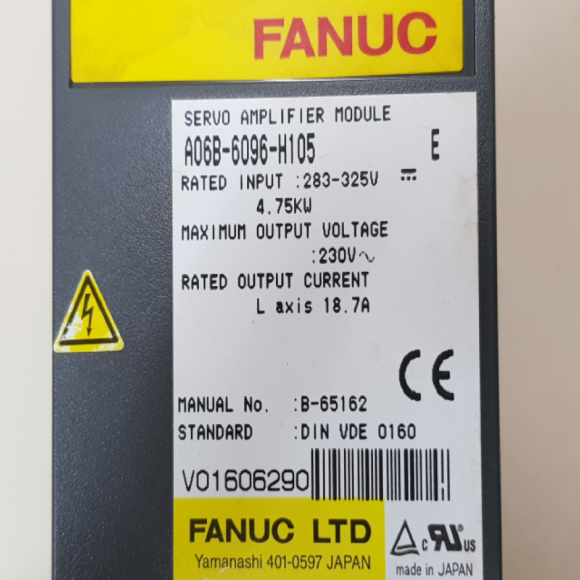 FANUC
SERVO AMPLIFIER MODULE
A06B-6096-H105 E
RATED INPUT :283-325V ⎓
4.75KW
MAXIMUM OUTPUT VOLTAGE
:230V～
RATED OUTPUT CURRENT
L axis 18.7A
CE
MANUAL No. :B-65162
STANDARD :DIN VDE 0160
V01606290
FANUC LTD
Yamanashi 401-0597 JAPAN
c RU US
made in JAPAN